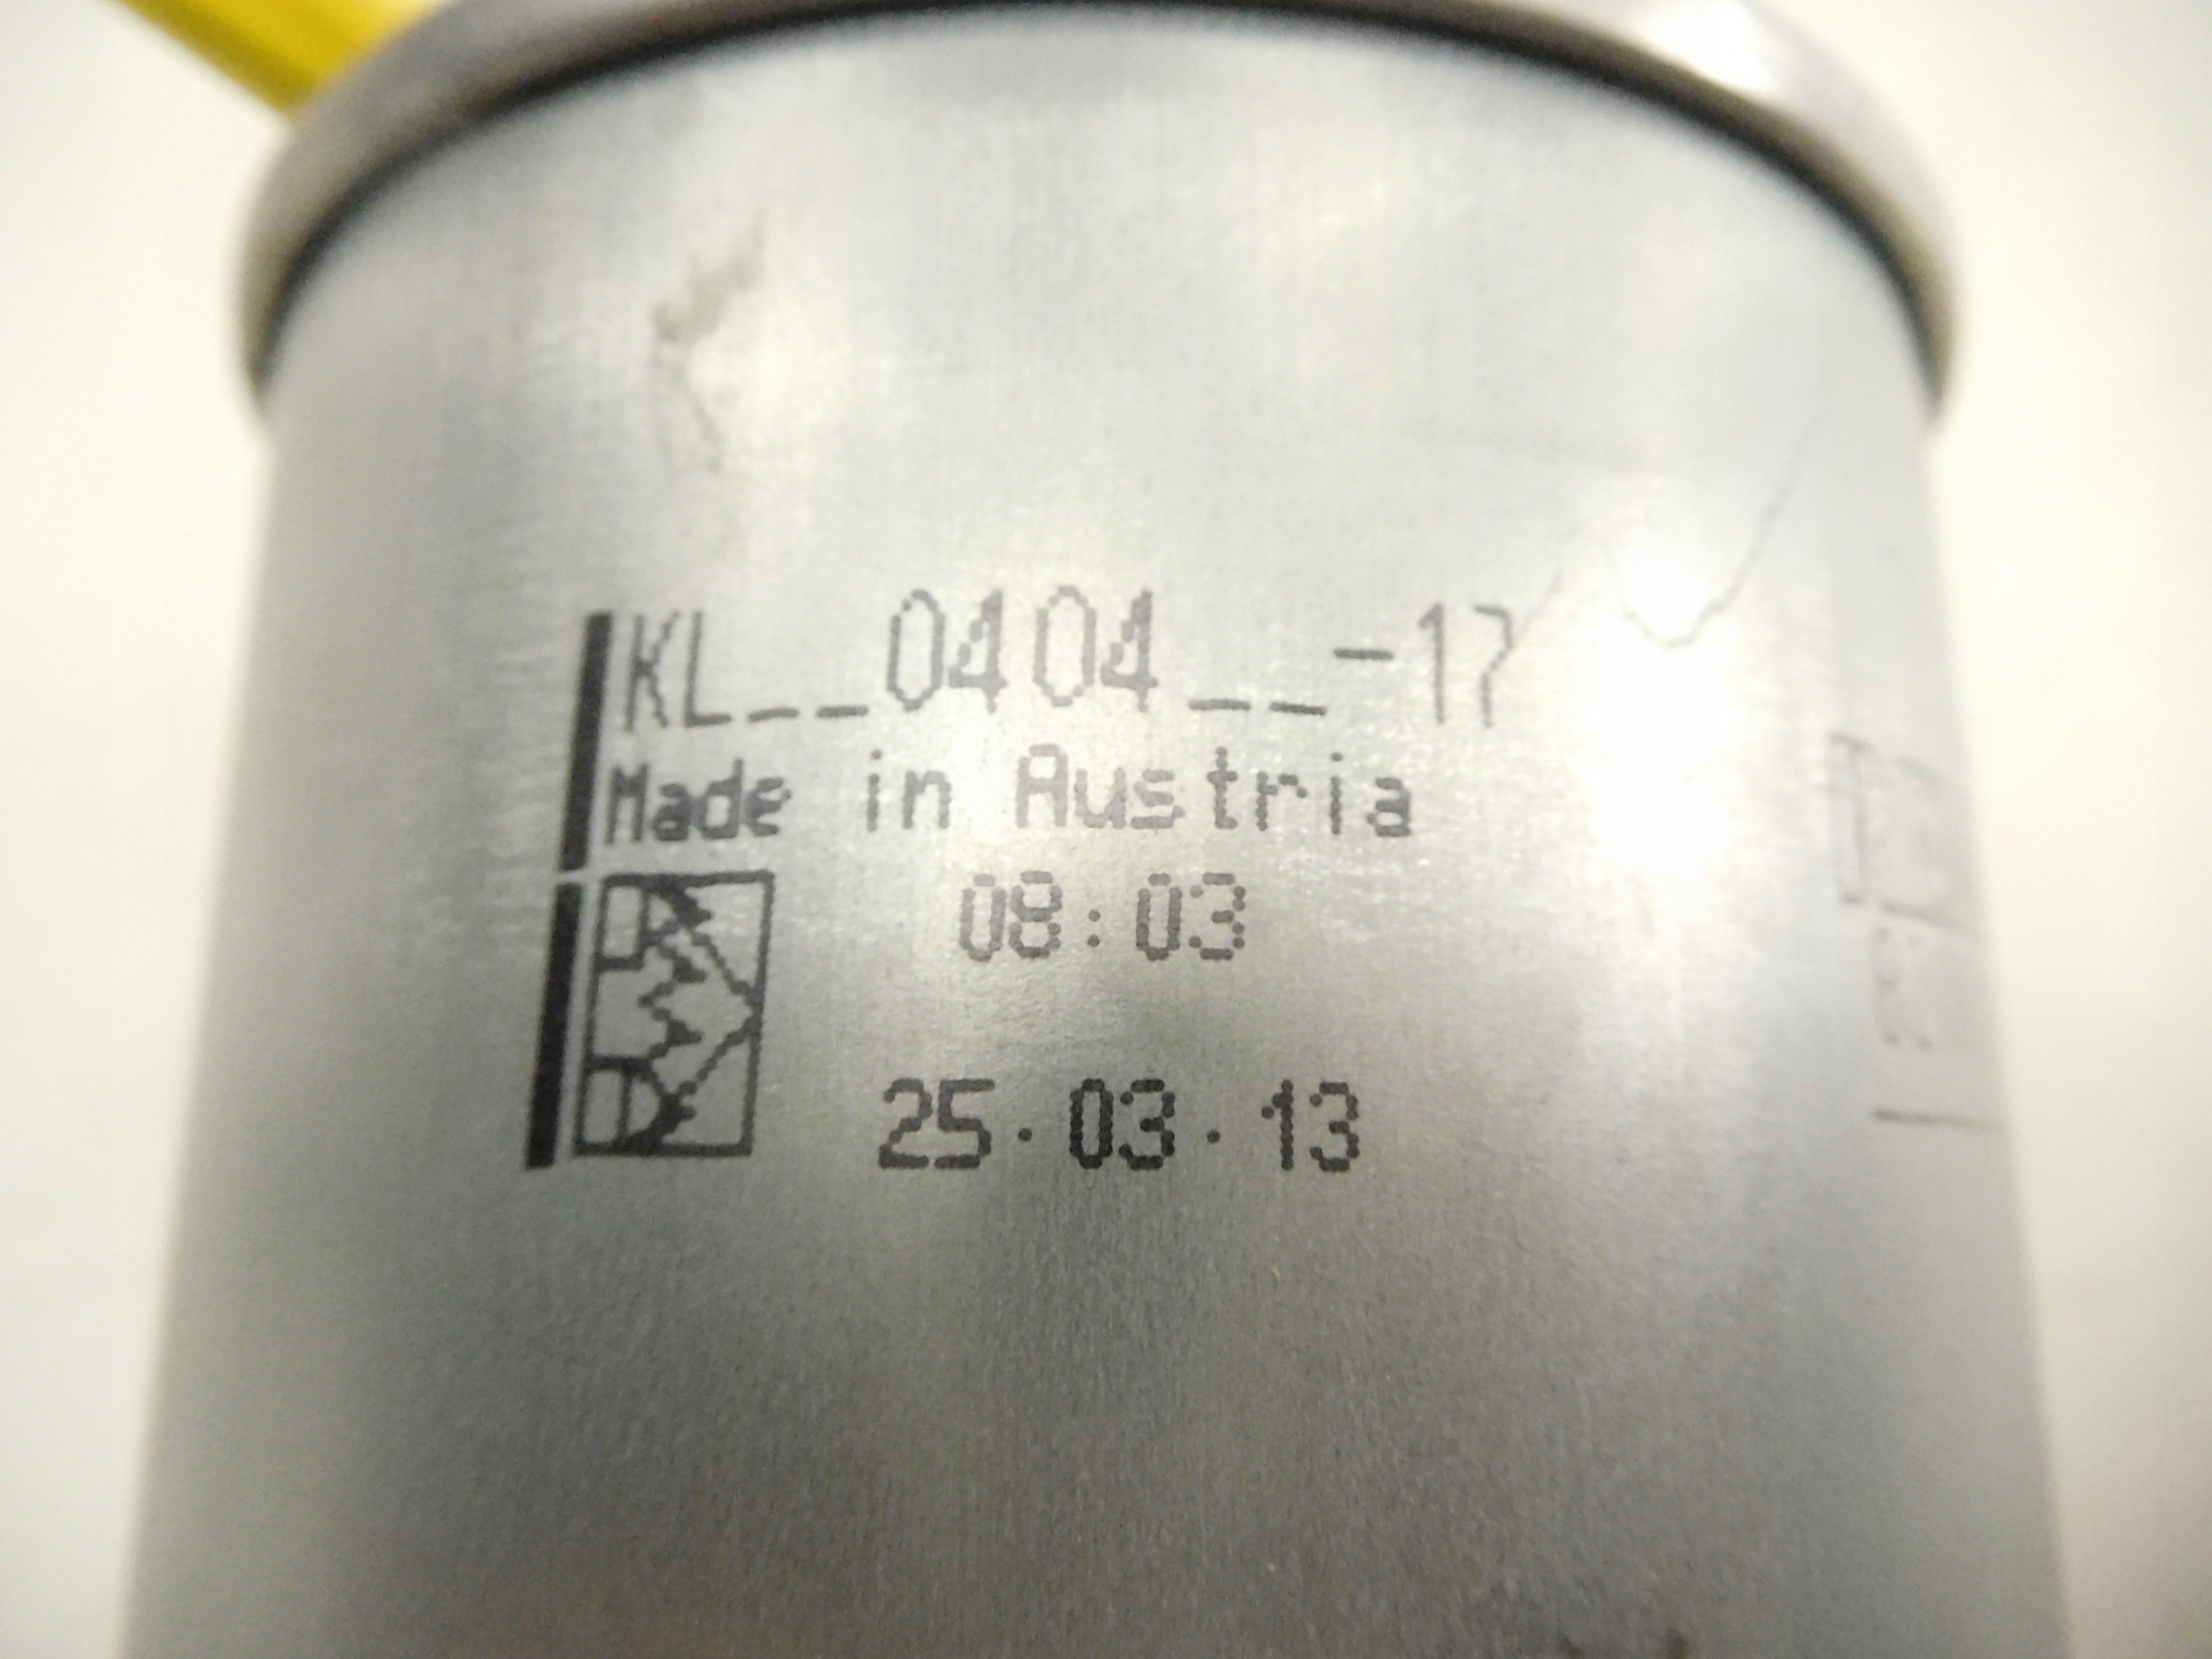 KL__0404__-17
Made in Austria
08:03
25.03.13